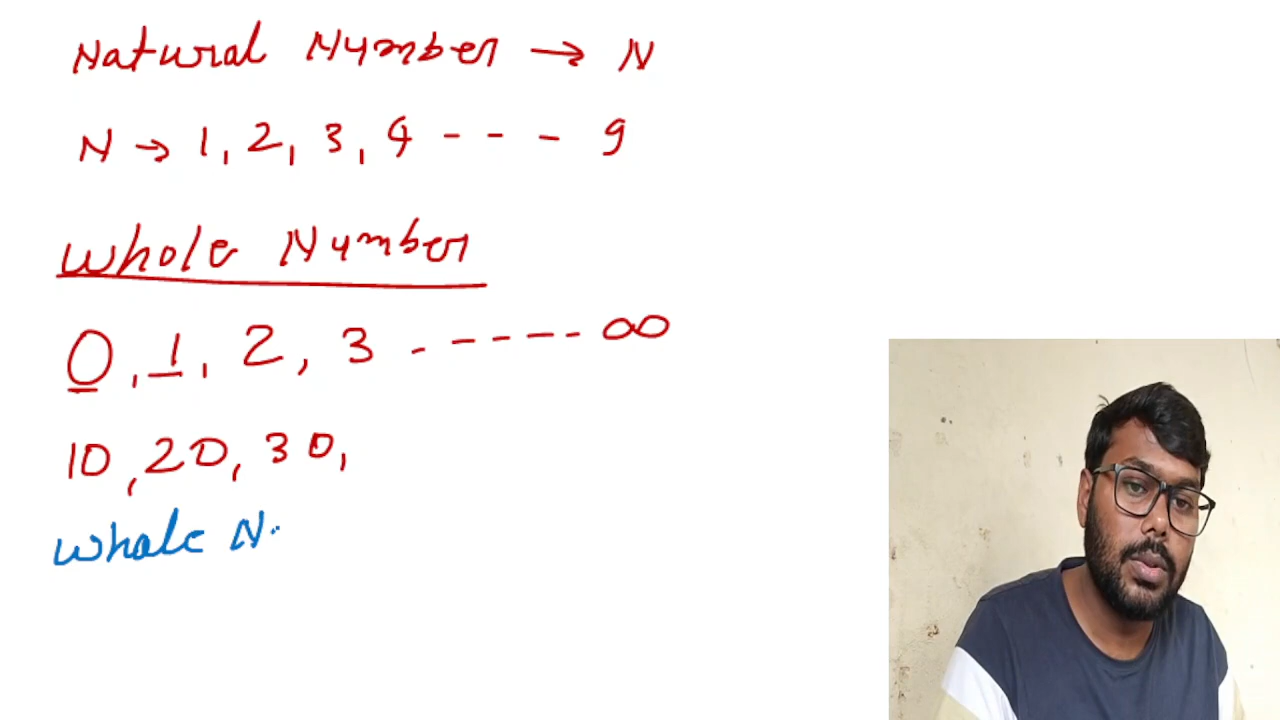 Natural Number → N
N → 1, 2, 3, 4 - - - 9
Whole Number
0, 1, 2, 3 - - - - - ∞
10, 20, 30,
Whole N.